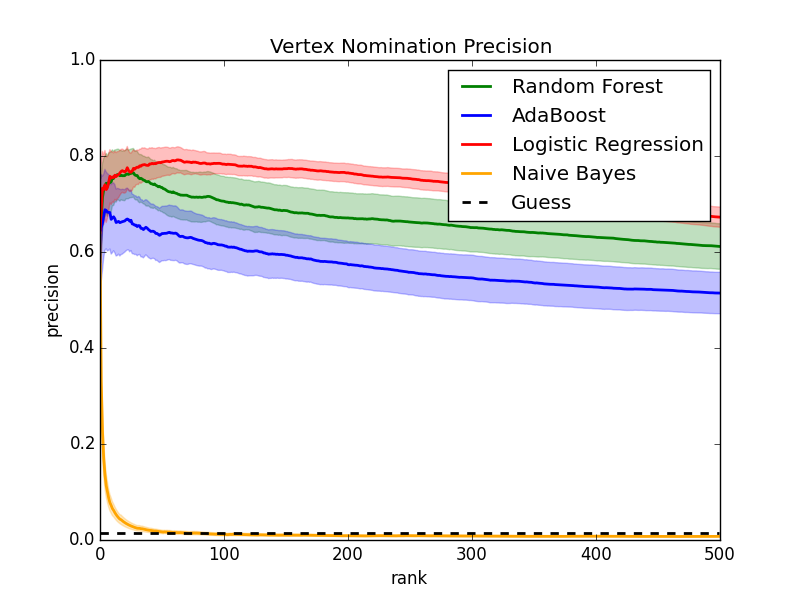 Vertex Nomination Precision
1.0
0.8
0.6
0.4
0.2
0.0
precision
Random Forest
AdaBoost
Logistic Regression
Naive Bayes
Guess
0 100 200 300 400 500
rank